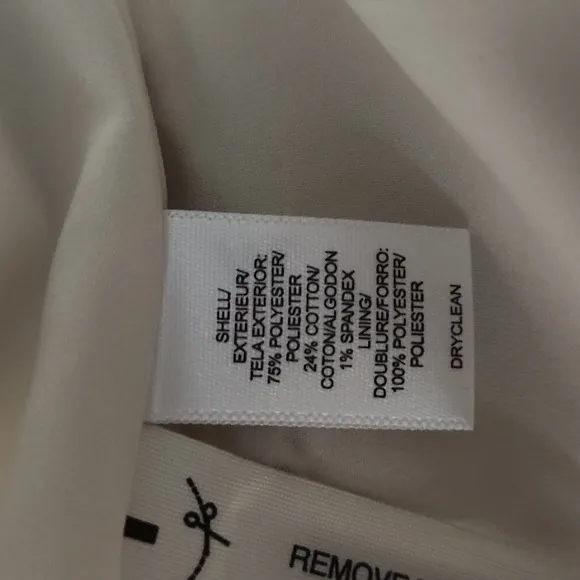 SHELL/
EXTERIEUR/
TELA EXTERIOR:
75% POLYESTER/
POLIESTER
24% COTTON/
COTON/ALGODON
1% SPANDEX
LINING/
DOUBLURE/FORRO:
100% POLYESTER/
POLIESTER
DRYCLEAN
REMOVE